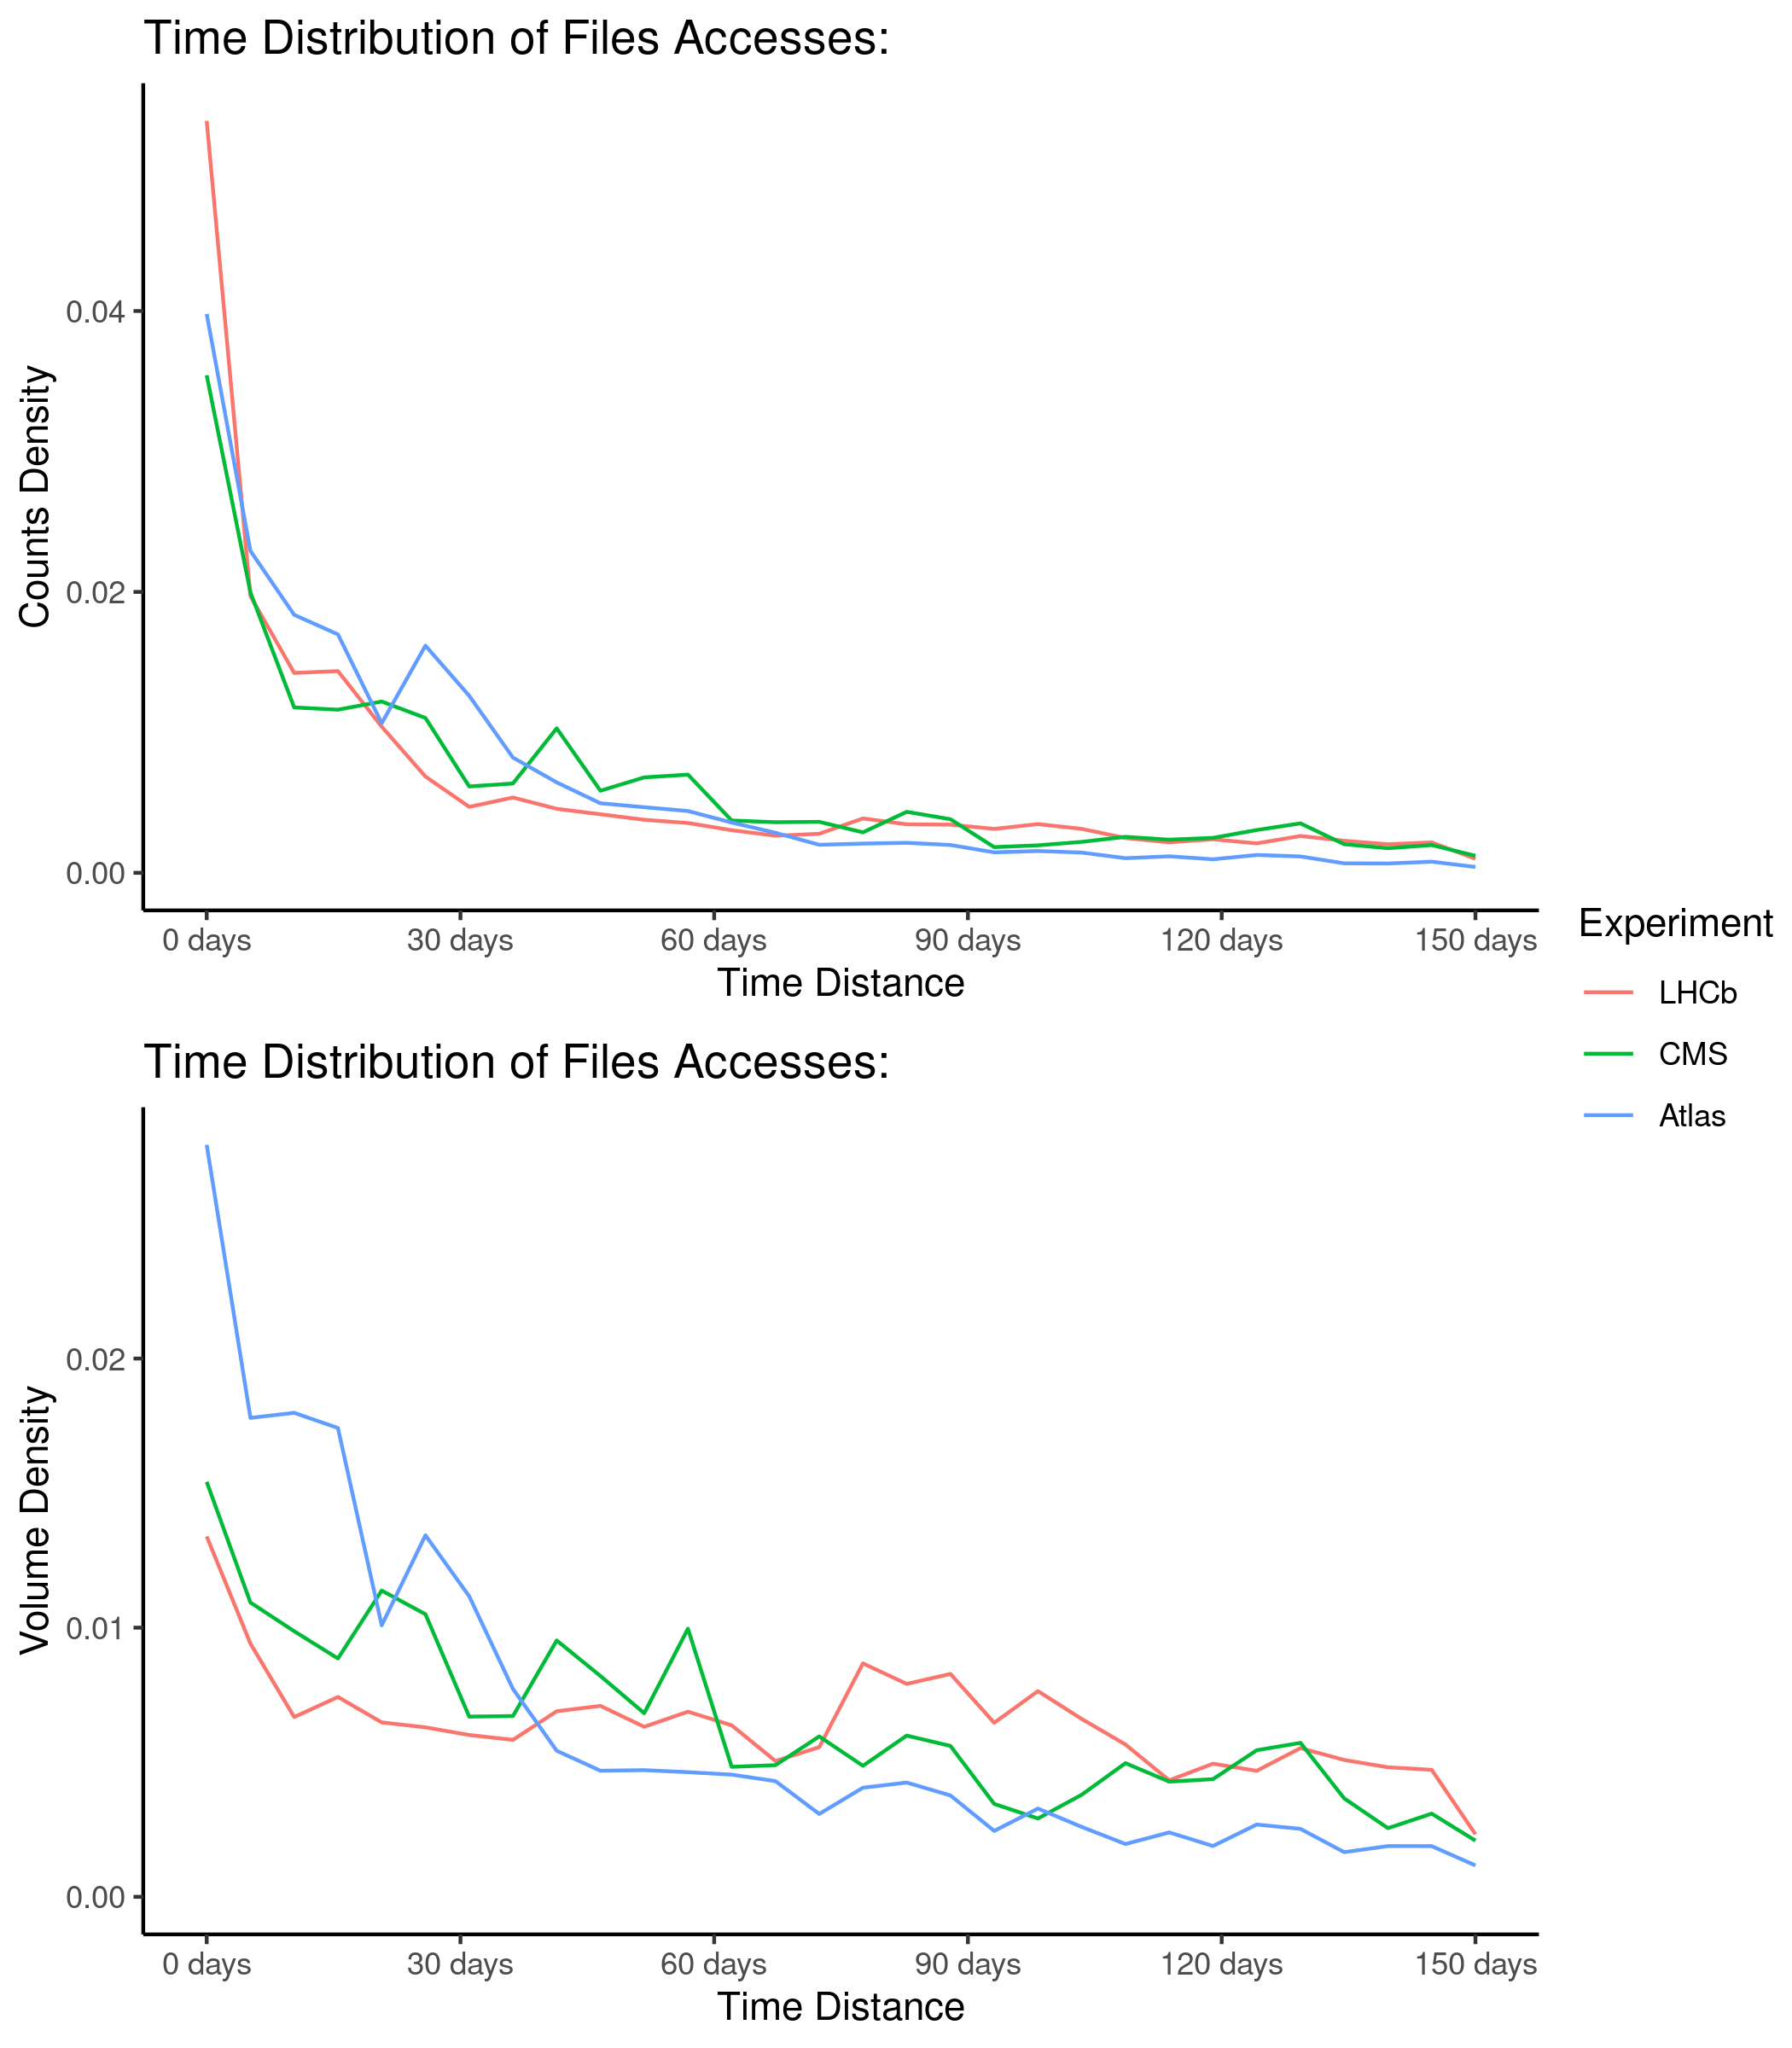 Time Distribution of Files Accesses:
Counts Density
0.04
0.02
0.00
0 days 30 days 60 days 90 days 120 days 150 days
Time Distance
Experiment
LHCb
CMS
Atlas
Time Distribution of Files Accesses:
Volume Density
0.02
0.01
0.00
0 days 30 days 60 days 90 days 120 days 150 days
Time Distance